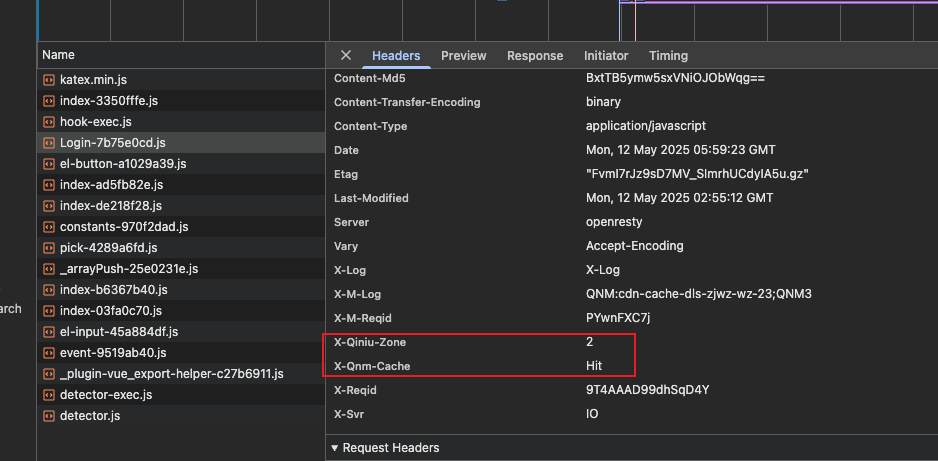 Name
katex.min.js
index-3350fffe.js
hook-exec.js
Login-7b75e0cd.js
el-button-a1029a39.js
index-ad5fb82e.js
index-de218f28.js
constants-970f2dad.js
pick-4289a6fd.js
_arrayPush-25e0231e.js
index-b6367b40.js
arch
index-03fa0c70.js
el-input-45a884df.js
event-9519ab40.js
_plugin-vue_export-helper-c27b6911.js
detector-exec.js
detector.js
Headers Preview Response Initiator Timing
Content-Md5 BxtTB5ymw5sxVNiOJObWqg==
Content-Transfer-Encoding binary
Content-Type application/javascript
Date Mon, 12 May 2025 05:59:23 GMT
Etag "FvmI7rJz9sD7MV_SlmrhUCdyIA5u.gz"
Last-Modified Mon, 12 May 2025 02:55:12 GMT
Server openresty
Vary Accept-Encoding
X-Log X-Log
X-M-Log QNM:cdn-cache-dls-zjwz-wz-23;QNM3
X-M-Reqid PYwnFXC7j
X-Qiniu-Zone 2
X-Qnm-Cache Hit
X-Reqid 9T4AAAD99dhSqD4Y
X-Svr IO
Request Headers